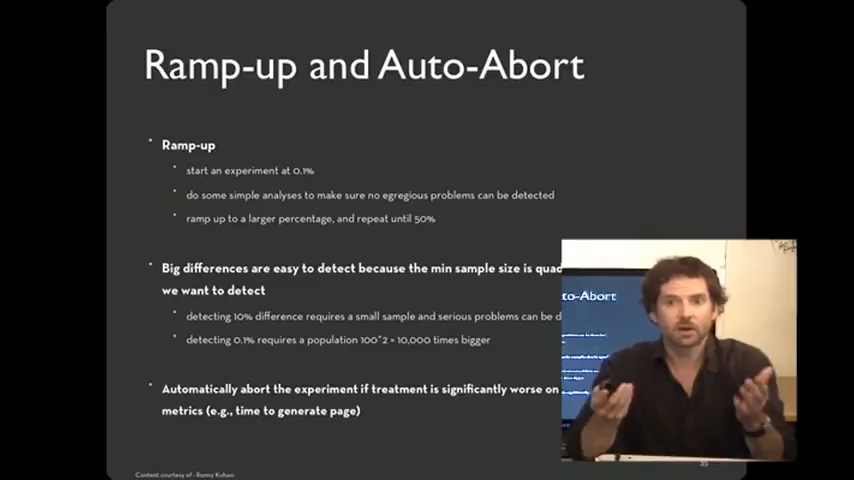 Ramp-up and Auto-Abort
Ramp-up
start an experiment at 0.1%
do some simple analyses to make sure no egregious problems can be detected
ramp up to a larger percentage, and repeat until 50%
Big differences are easy to detect because the min sample size is quad
we want to detect
detecting 10% difference requires a small sample and serious problems can be d
detecting 0.1% requires a population 100^2 = 10,000 times bigger
Automatically abort the experiment if treatment is significantly worse on
metrics (e.g., time to generate page)
to-Abort
Content courtesy of - Ronny Kohavi
35